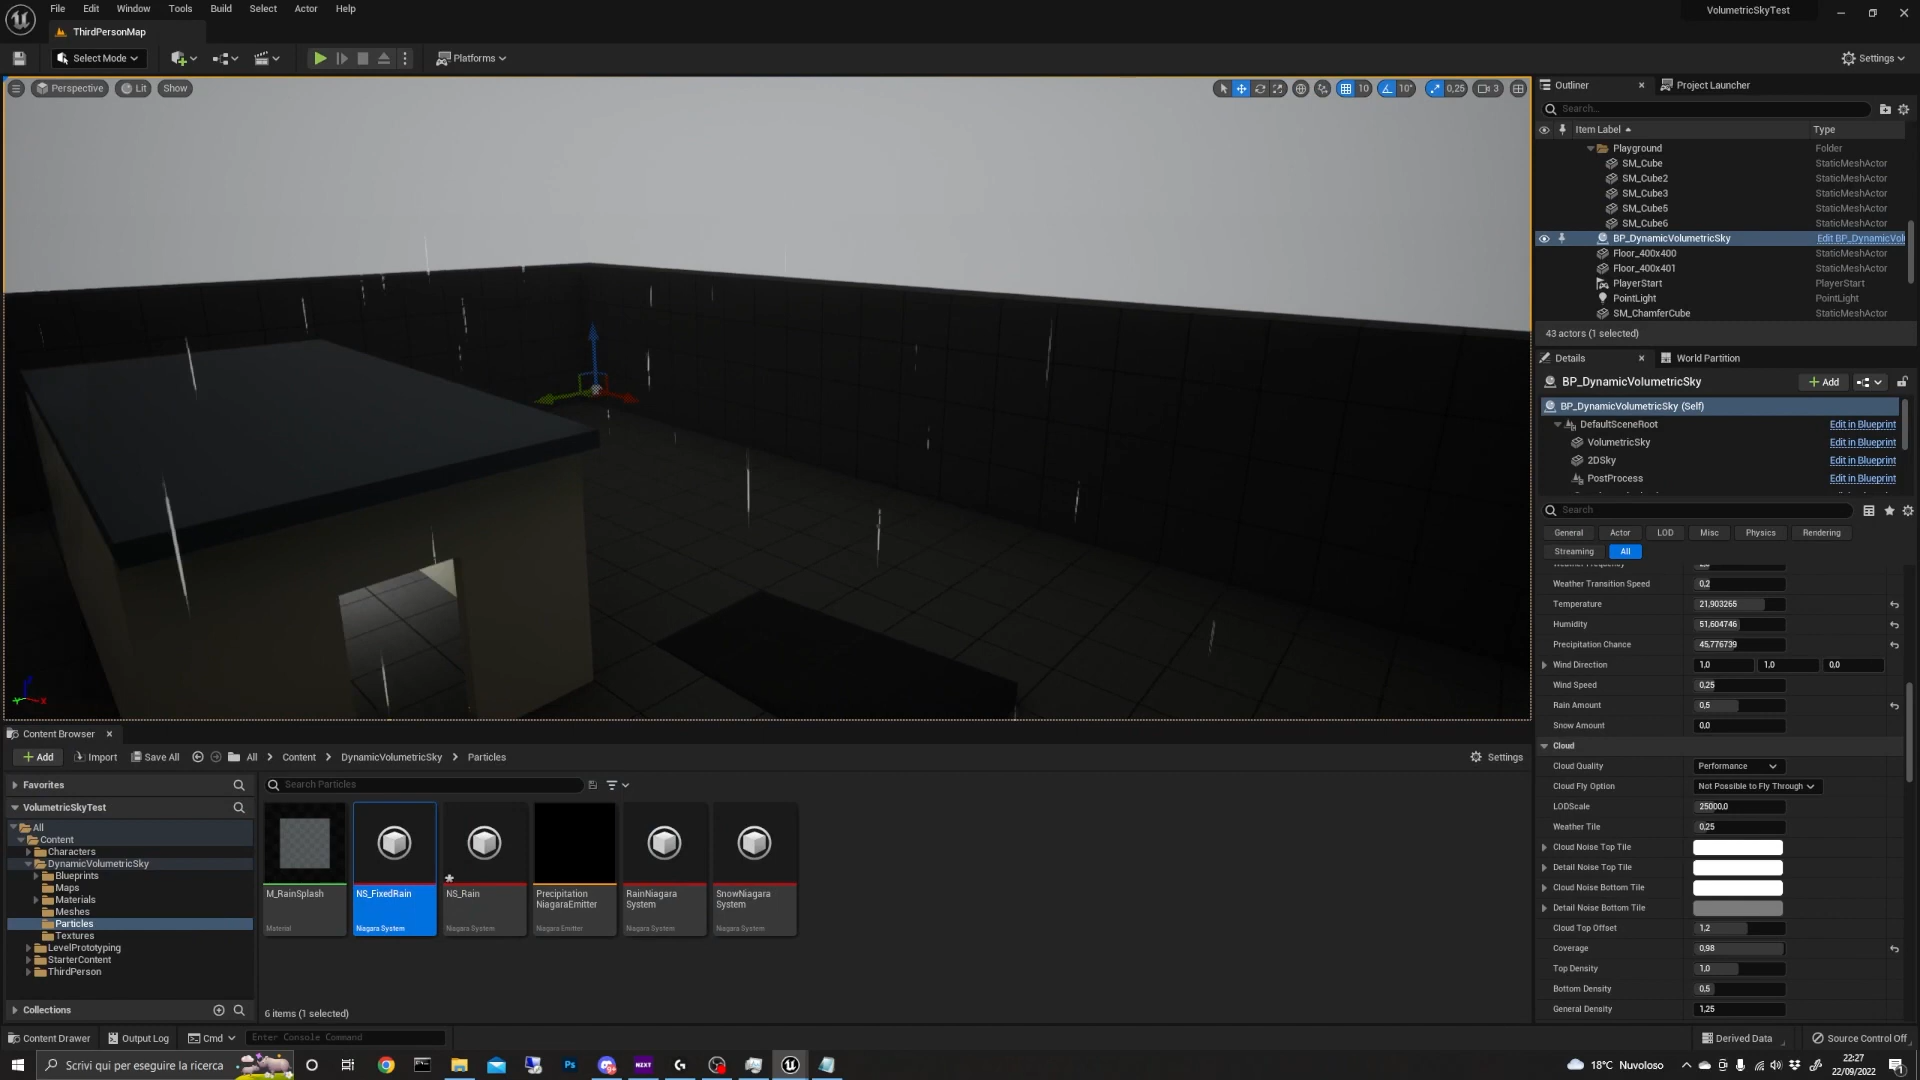 File Edit Window Tools Build Select Actor Help
VolumetricSkyTest
ThirdPersonMap
Select Mode
Platforms
Settings
Perspective Lit Show
10 10° 0,25 3
Outliner Project Launcher
Search...
Item Label Type
Playground Folder
SM_Cube StaticMeshActor
SM_Cube2 StaticMeshActor
SM_Cube3 StaticMeshActor
SM_Cube5 StaticMeshActor
SM_Cube6 StaticMeshActor
BP_DynamicVolumetricSky Edit BP_DynamicVol
Floor_400x400 StaticMeshActor
Floor_400x401 StaticMeshActor
PlayerStart PlayerStart
PointLight PointLight
SM_ChamferCube StaticMeshActor
43 actors (1 selected)
Details World Partition
BP_DynamicVolumetricSky Add
BP_DynamicVolumetricSky (Self)
DefaultSceneRoot Edit in Blueprint
VolumetricSky Edit in Blueprint
2DSky Edit in Blueprint
PostProcess Edit in Blueprint
Search
General Actor LOD Misc Physics Rendering
Streaming All
Weather Transition Speed 0,2
Temperature 21,903265
Humidity 51,604746
Precipitation Chance 45,776739
Wind Direction 1,0 1,0 0,0
Wind Speed 0,25
Rain Amount 0,5
Snow Amount 0,0
Cloud
Cloud Quality Performance
Cloud Fly Option Not Possible to Fly Through
LODScale 25000,0
Weather Tile 0,25
Cloud Noise Top Tile
Detail Noise Top Tile
Cloud Noise Bottom Tile
Detail Noise Bottom Tile
Cloud Top Offset 1,2
Coverage 0,98
Top Density 1,0
Bottom Density 0,5
General Density 1,25
Content Browser
Add Import Save All All Content DynamicVolumetricSky Particles Settings
Favorites
VolumetricSkyTest
All
Content
Characters
DynamicVolumetricSky
Blueprints
Maps
Materials
Meshes
Particles
Textures
LevelPrototyping
StarterContent
ThirdPerson
Collections
Search Particles
M_RainSplash
Material
NS_FixedRain
Niagara System
NS_Rain
Niagara System
Precipitation
NiagaraEmitter
Niagara Emitter
RainNiagara
System
Niagara System
SnowNiagara
System
Niagara System
6 items (1 selected)
Content Drawer Output Log Cmd Enter Console Command Derived Data Source Control Off
Scrivi qui per eseguire la ricerca
Ps
NZXT
18°C Nuvoloso
22:27
22/09/2022